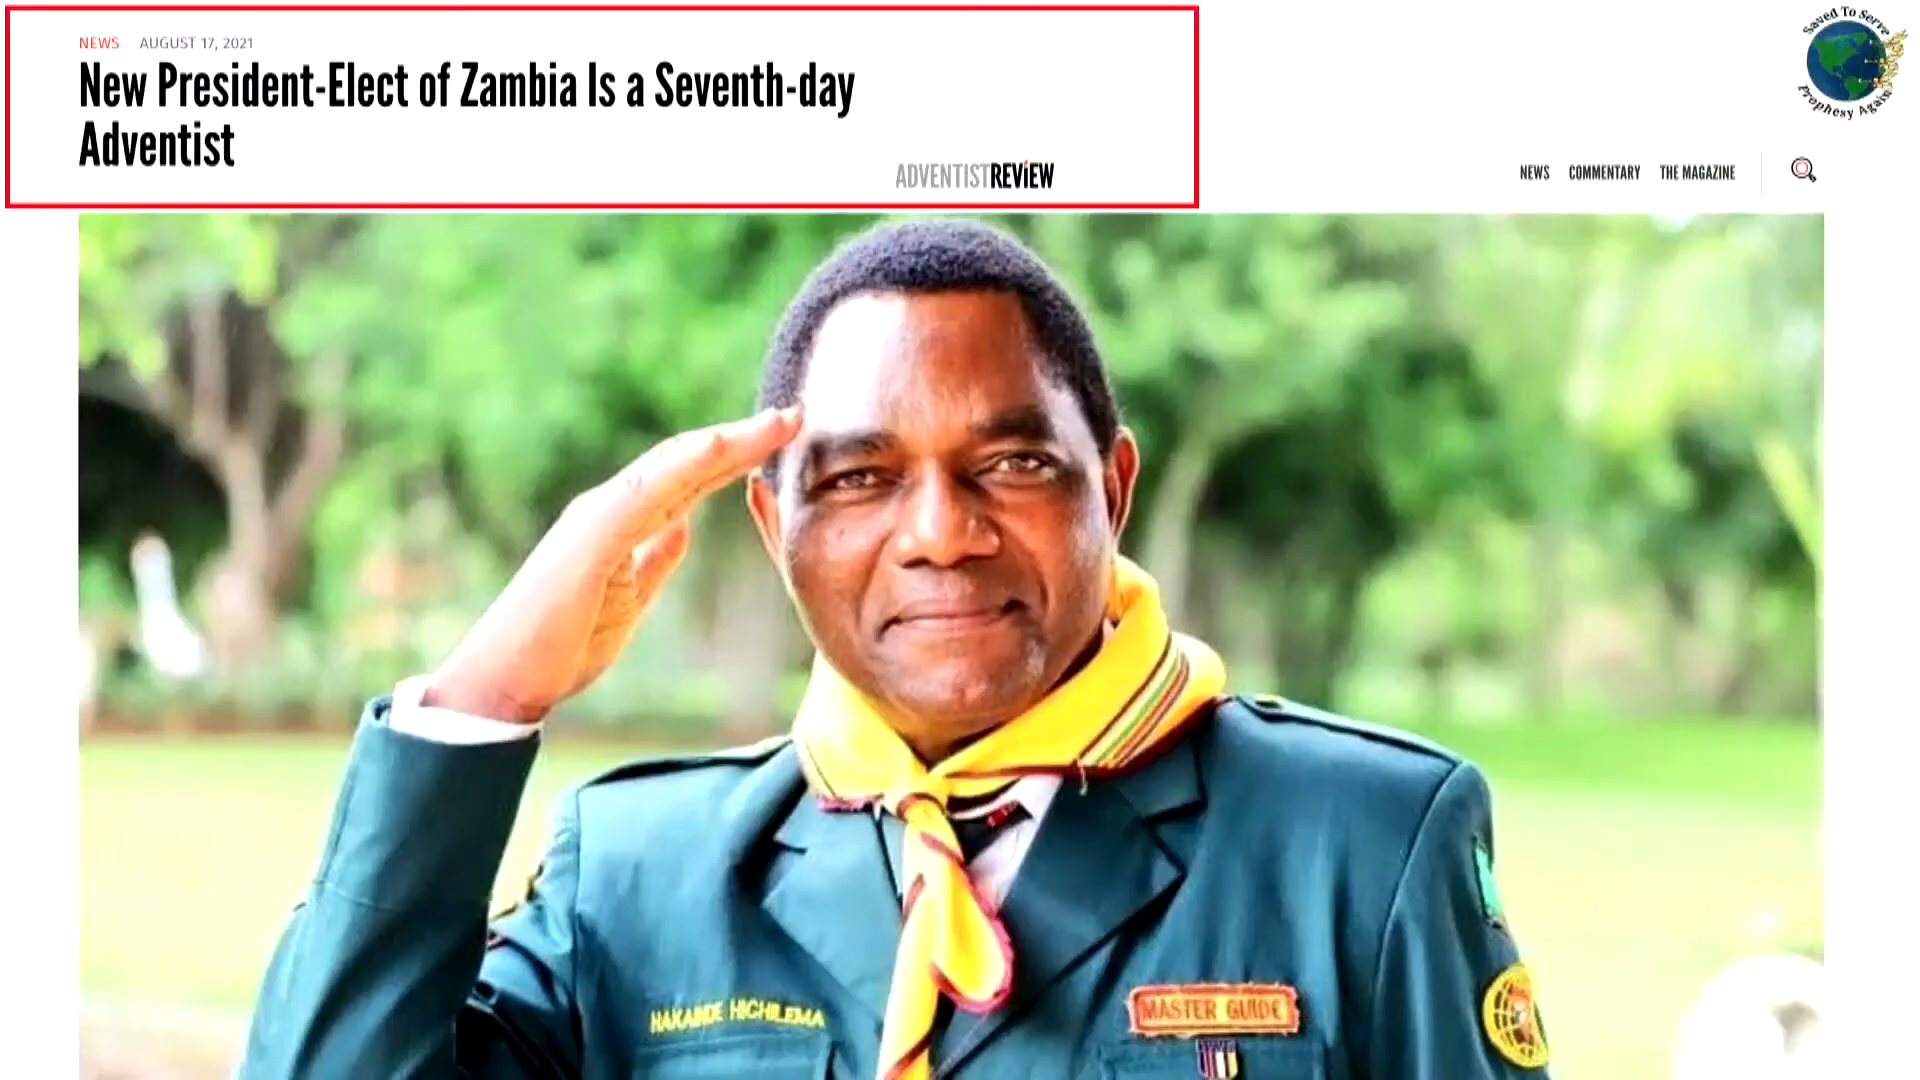 NEWS AUGUST 17, 2021
New President-Elect of Zambia Is a Seventh-day
Adventist
ADVENTISTREVIEW
Saved To Serve
Prophesy Again
NEWS COMMENTARY THE MAGAZINE
HAKAINDE HICHILEMA
MASTER GUIDE